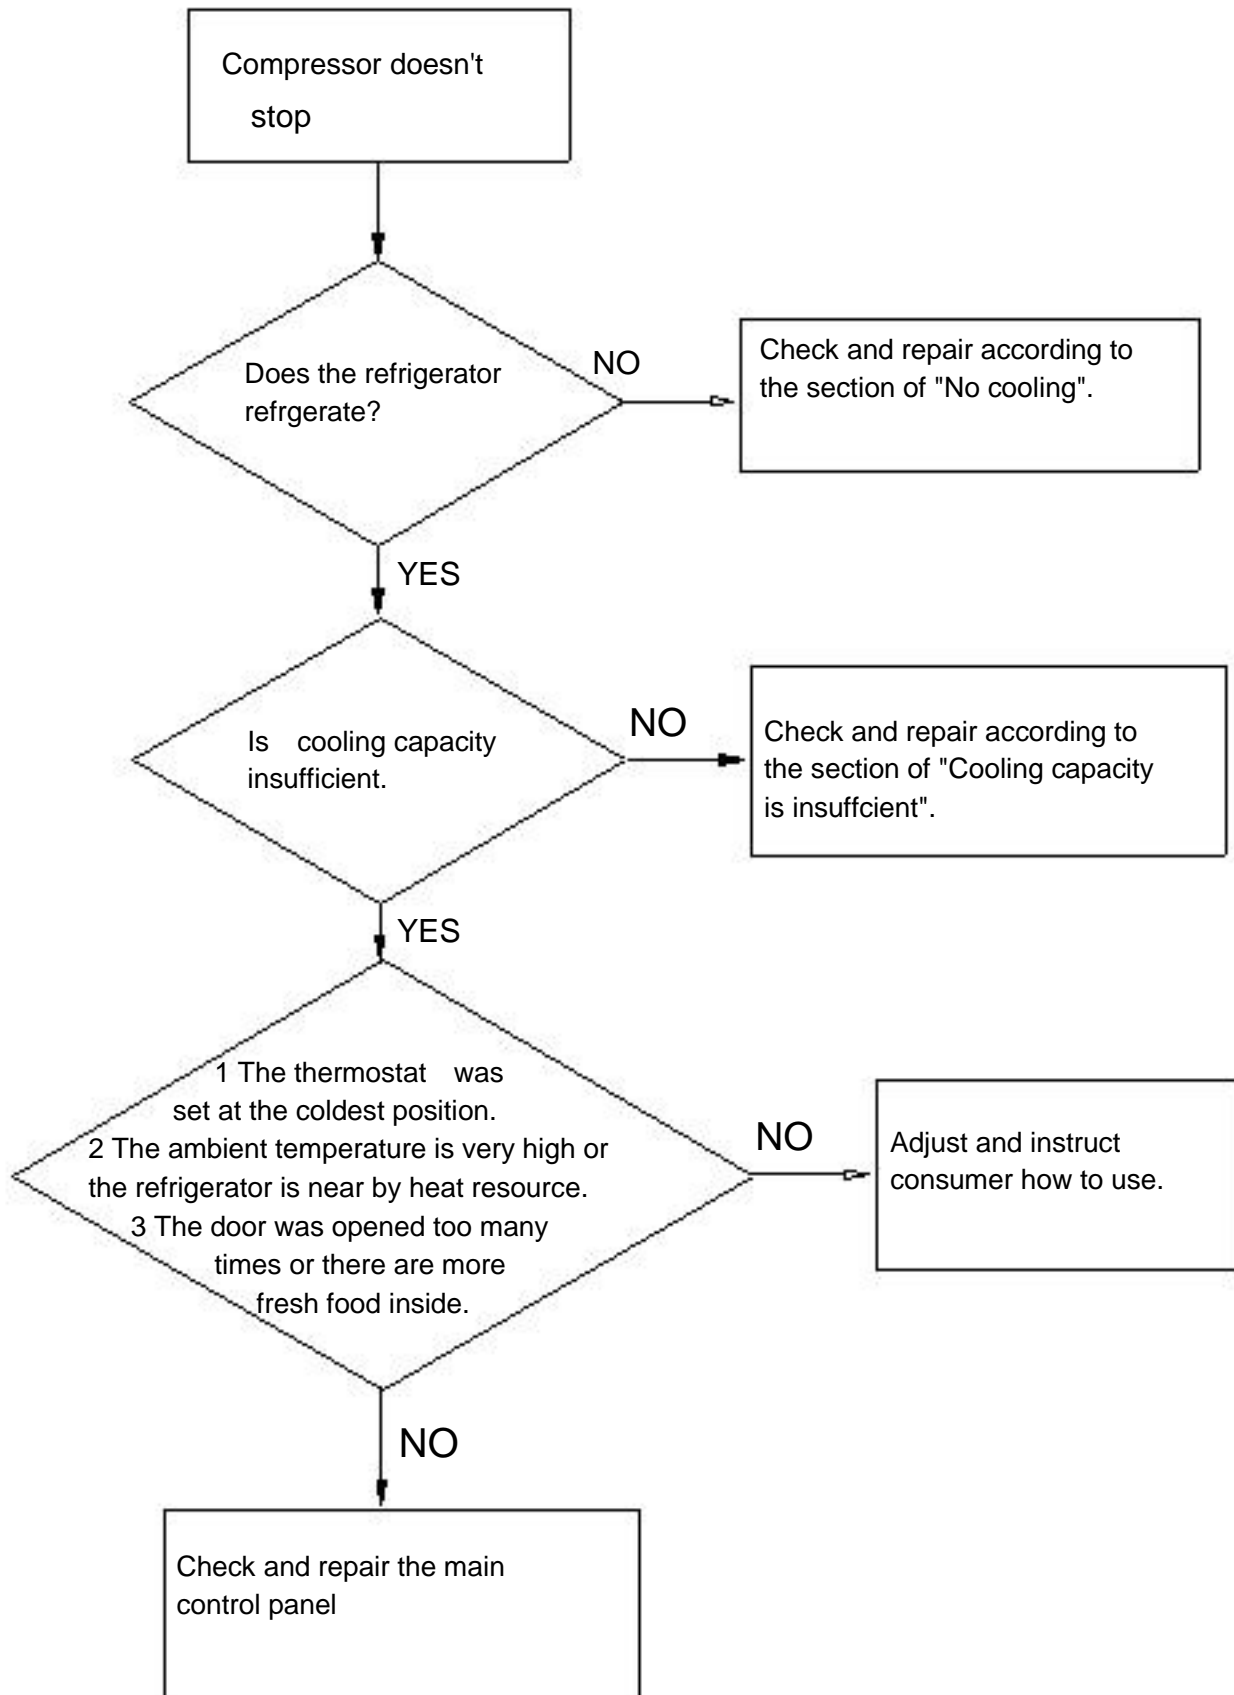 Compressor doesn't
stop
Does the refrigerator
refrgerate?
NO
Check and repair according to
the section of "No cooling".
YES
Is cooling capacity
insufficient.
NO
Check and repair according to
the section of "Cooling capacity
is insuffcient".
YES
1 The thermostat was
set at the coldest position.
2 The ambient temperature is very high or
the refrigerator is near by heat resource.
3 The door was opened too many
times or there are more
fresh food inside.
NO
Adjust and instruct
consumer how to use.
NO
Check and repair the main
control panel